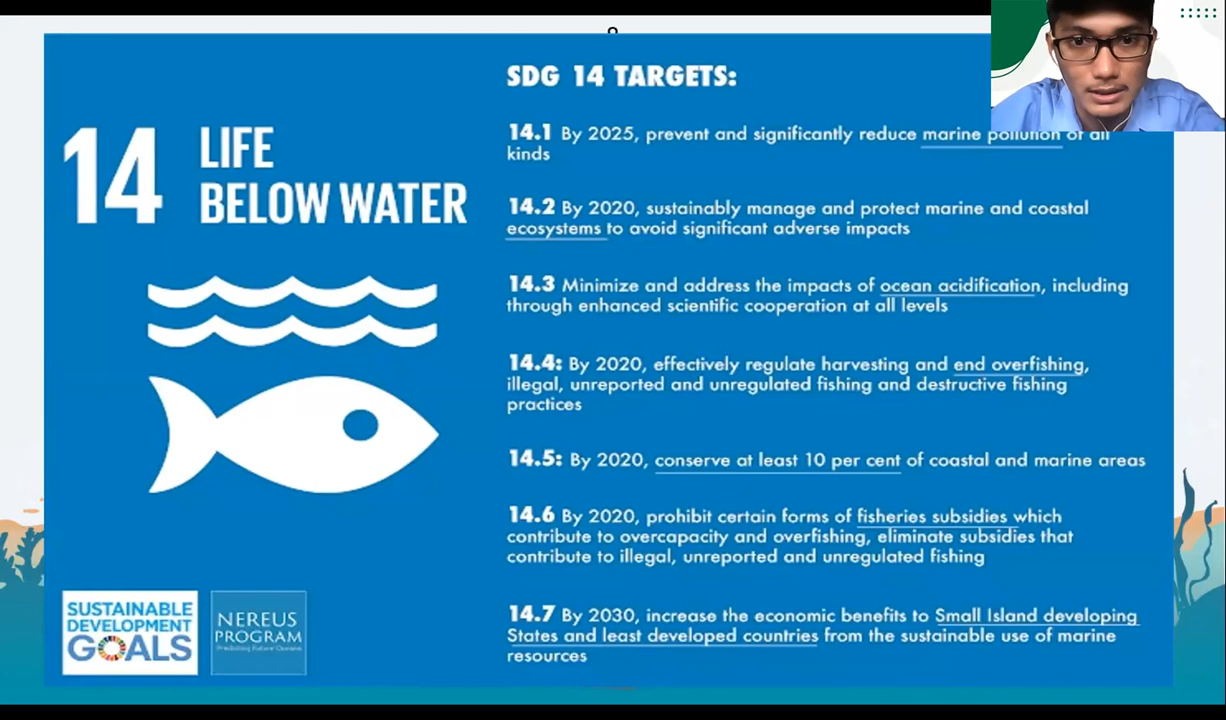 14 LIFE
BELOW WATER
SDG 14 TARGETS:
14.1 By 2025, prevent and significantly reduce marine pollution of all
kinds
14.2 By 2020, sustainably manage and protect marine and coastal
ecosystems to avoid significant adverse impacts
14.3 Minimize and address the impacts of ocean acidification, including
through enhanced scientific cooperation at all levels
14.4: By 2020, effectively regulate harvesting and end overfishing,
illegal, unreported and unregulated fishing and destructive fishing
practices
14.5: By 2020, conserve at least 10 per cent of coastal and marine areas
14.6 By 2020, prohibit certain forms of fisheries subsidies which
contribute to overcapacity and overfishing, eliminate subsidies that
contribute to illegal, unreported and unregulated fishing
14.7 By 2030, increase the economic benefits to Small Island developing
States and least developed countries from the sustainable use of marine
resources
SUSTAINABLE
DEVELOPMENT
GOALS
NEREUS
PROGRAM
Predicting Future Oceans